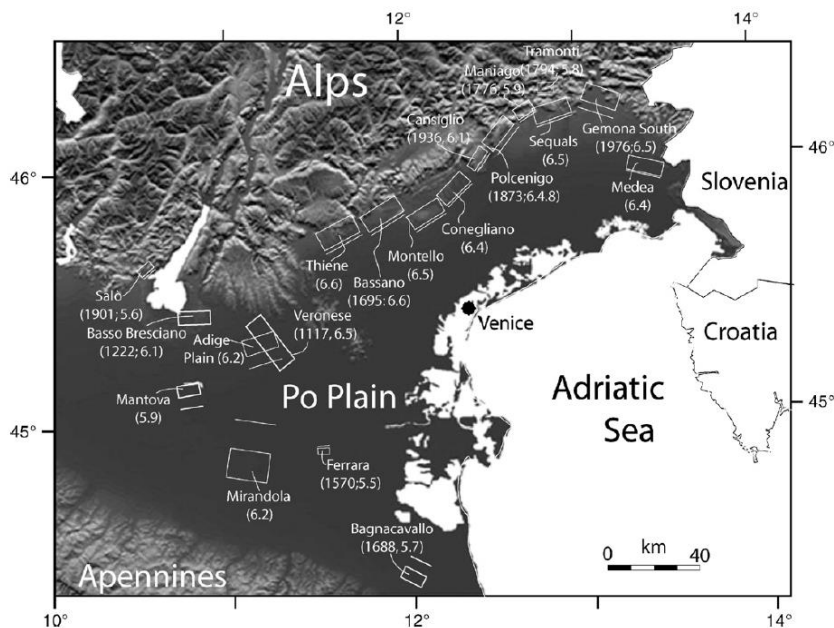 12°
14°
Tramonti
(1794; 5.8)
Maniago
(1776; 5.9)
Alps
Cansiglio
(1936, 6.1)
Gemona South
(1976;6.5)
Sequals
(6.5)
46°
46°
Polcenigo
(1873;6.4.8)
Medea
(6.4)
Slovenia
Conegliano
(6.4)
Montello
(6.5)
Thiene
(6.6)
Bassano
(1695: 6.6)
Salò
(1901; 5.6)
Basso Bresciano
(1222; 6.1)
Veronese
(1117, 6.5)
Adige
Plain (6.2)
Venice
Croatia
Mantova
(5.9)
Po Plain
Adriatic
Sea
45°
45°
Ferrara
(1570;5.5)
Mirandola
(6.2)
Bagnacavallo
(1688, 5.7)
km
0 40
Apennines
10°
12°
14°